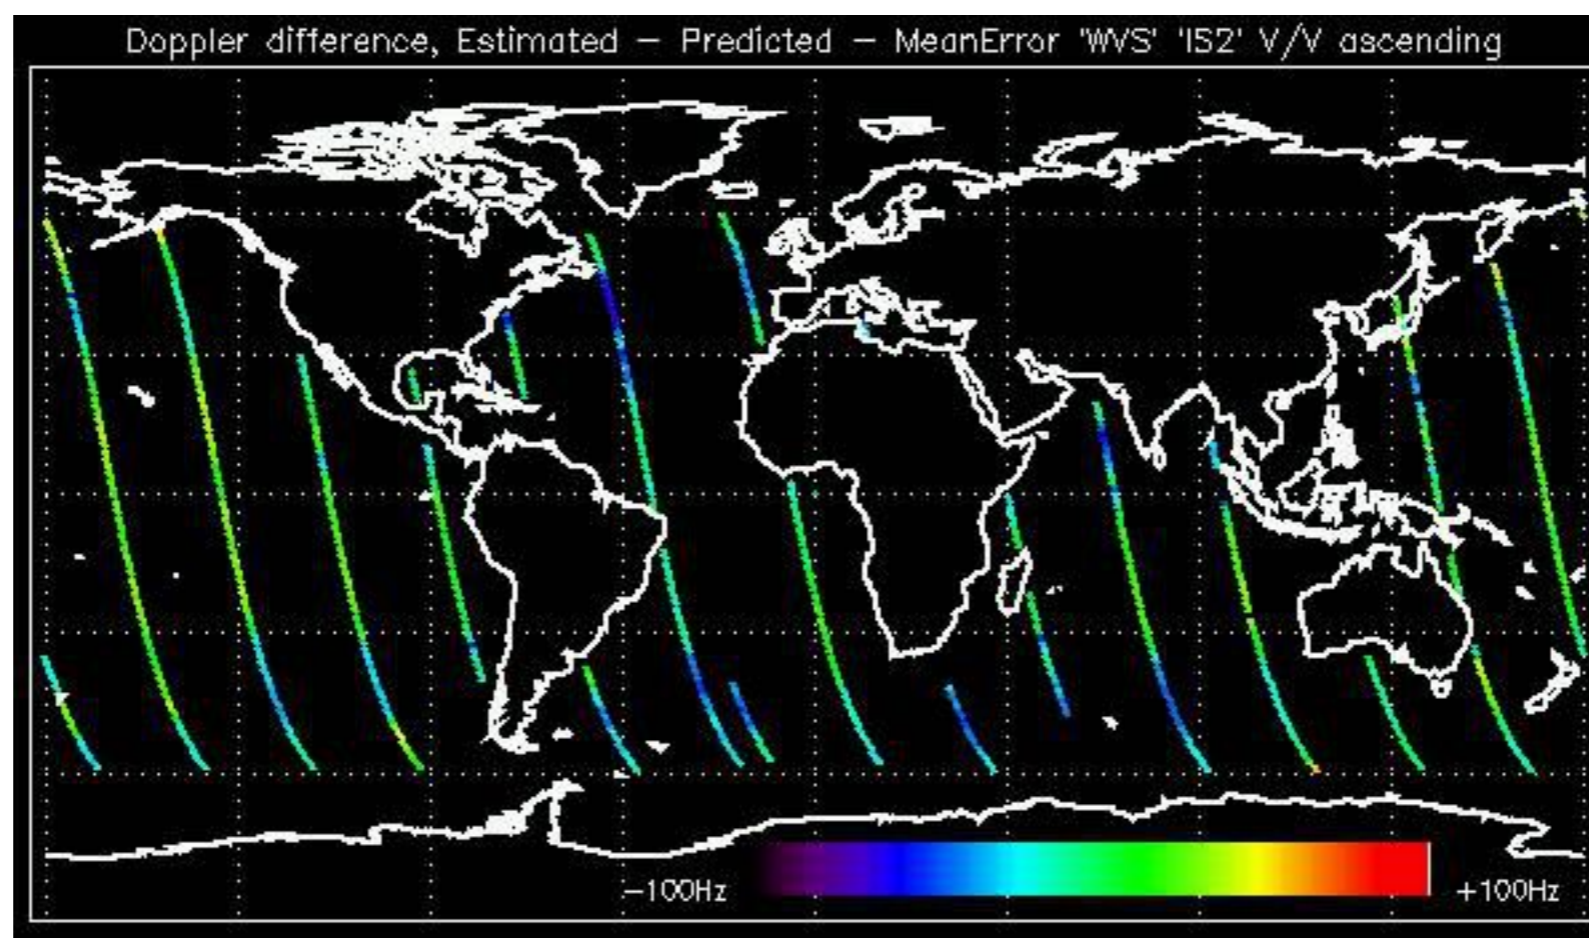 Doppler difference, Estimated – Predicted – MeanError 'WVS' 'IS2' V/V ascending
-100Hz
+100Hz